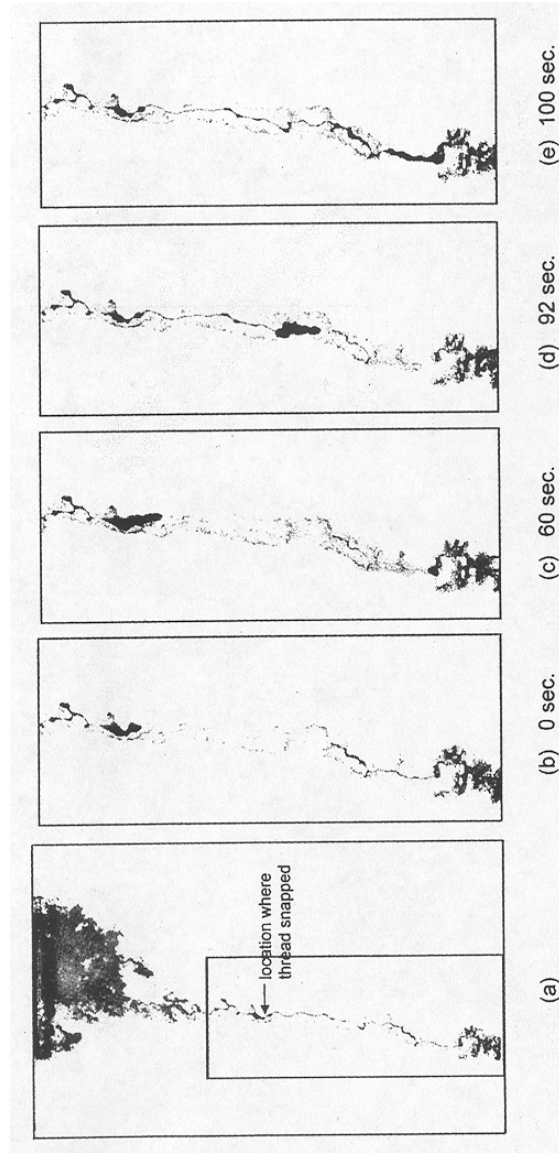 location where
thread snapped
(a)
(b) 0 sec.
(c) 60 sec.
(d) 92 sec.
(e) 100 sec.